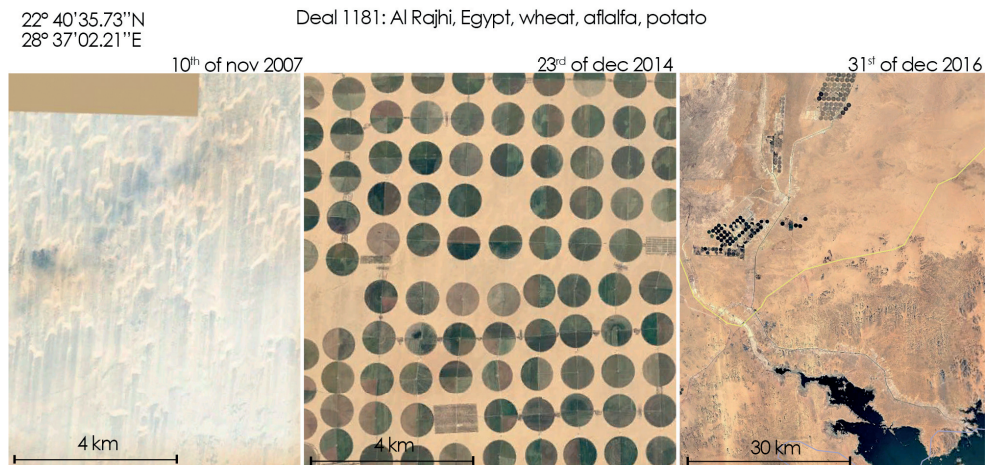 22° 40'35.73"N
28° 37'02.21"E
Deal 1181: Al Rajhi, Egypt, wheat, aflalfa, potato
10th of nov 2007
23rd of dec 2014
31st of dec 2016
4 km
4 km
30 km